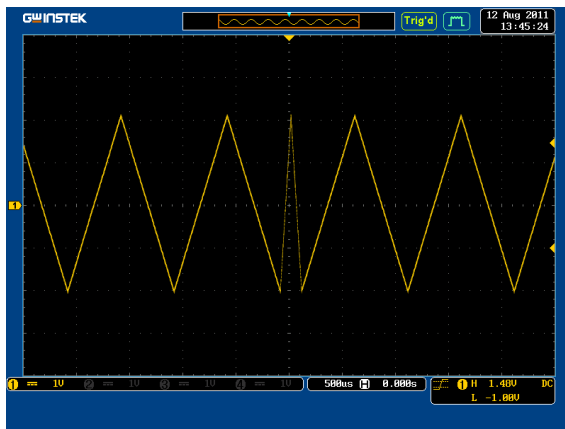 GWINSTEK
Trig'd
12 Aug 2011
13:45:24
1
1 1V 2 1V 3 1V 4 1V
500us H 0.000s
1 H 1.48V DC
L -1.00V